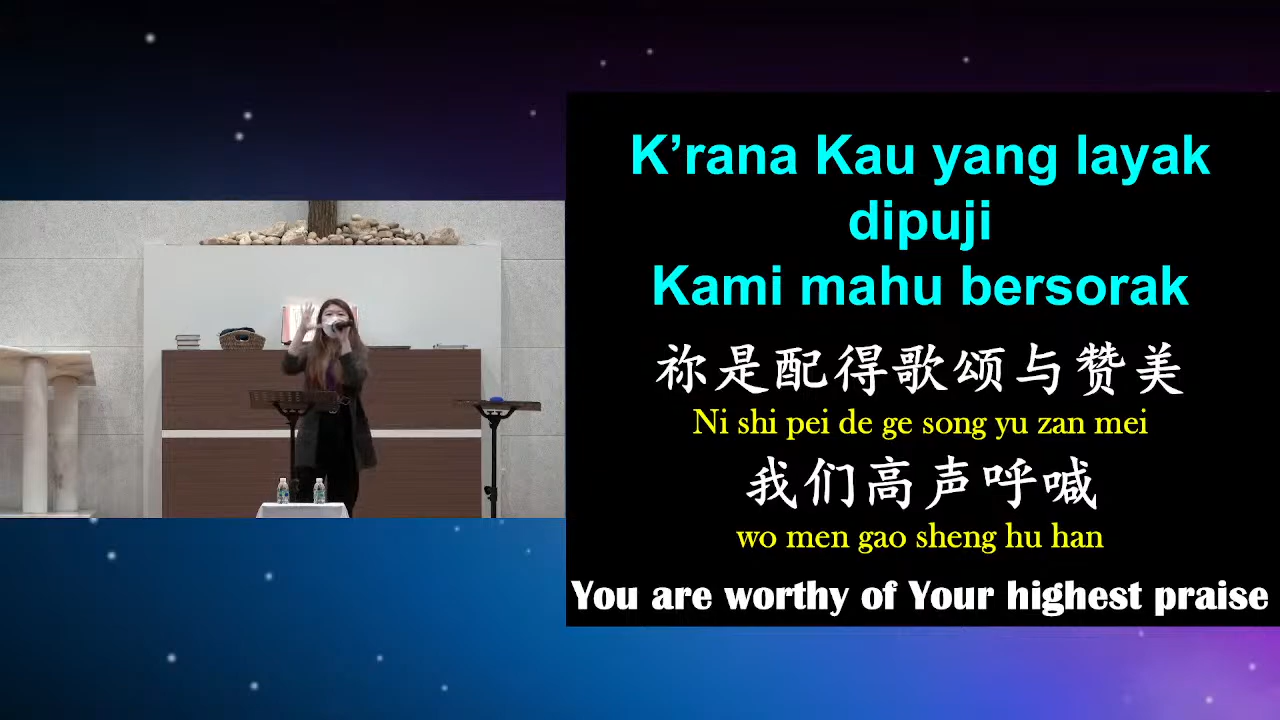 K’rana Kau yang layak
dipuji
Kami mahu bersorak
祢是配得歌颂与赞美
Ni shi pei de ge song yu zan mei
我们高声呼喊
wo men gao sheng hu han
You are worthy of Your highest praise